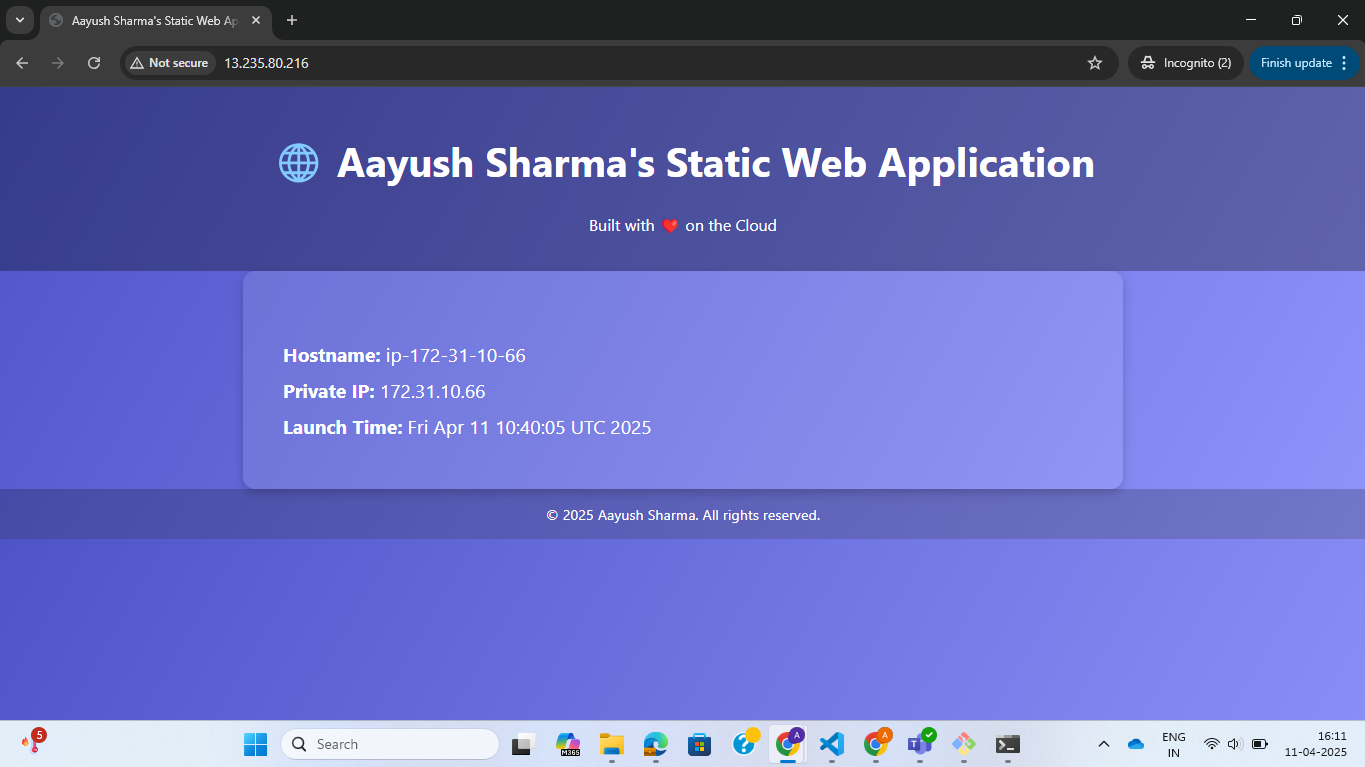 Aayush Sharma's Static Web Ap
Not secure 13.235.80.216 Incognito (2) Finish update
Aayush Sharma's Static Web Application
Built with ❤️ on the Cloud
Hostname: ip-172-31-10-66
Private IP: 172.31.10.66
Launch Time: Fri Apr 11 10:40:05 UTC 2025
© 2025 Aayush Sharma. All rights reserved.
5
Search
M365
A
A
T
ENG
IN
16:11
11-04-2025